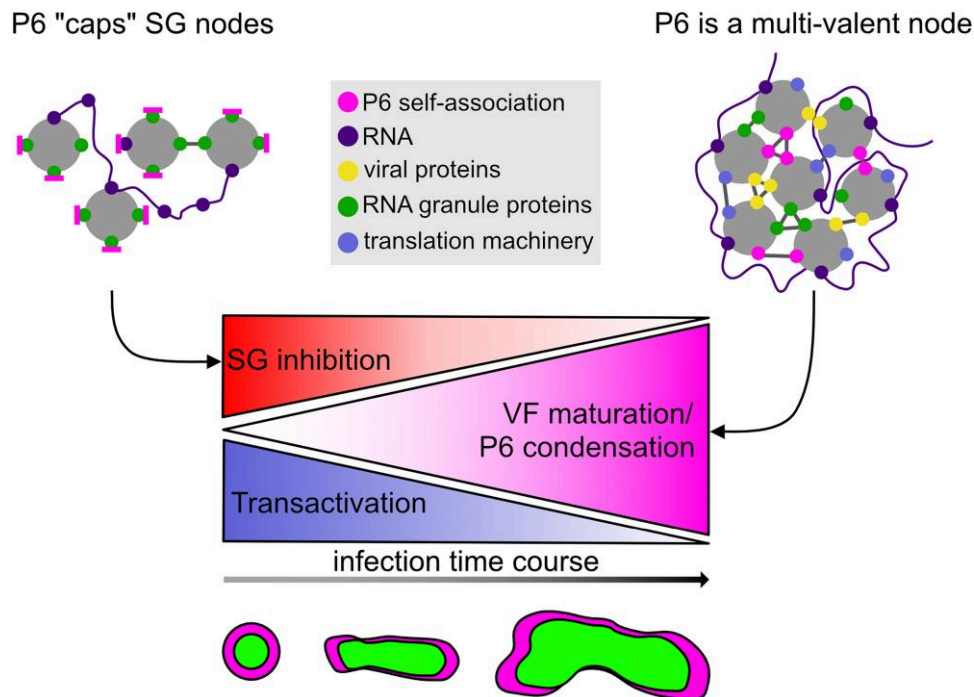 P6 "caps" SG nodes
P6 is a multi-valent node
P6 self-association
RNA
viral proteins
RNA granule proteins
translation machinery
SG inhibition
VF maturation/
P6 condensation
Transactivation
infection time course